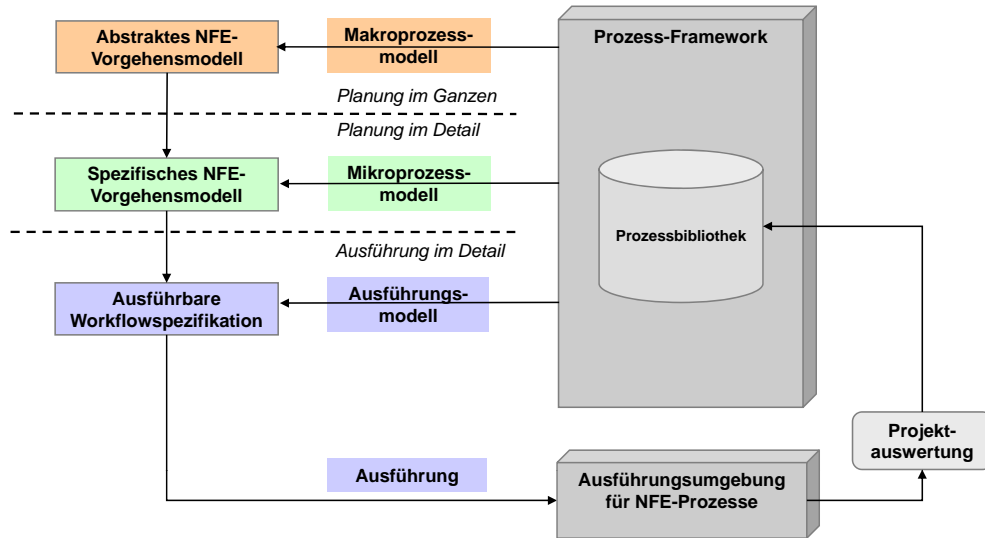 Abstraktes NFE-
Vorgehensmodell
Makroprozess-
modell
Prozess-Framework
Planung im Ganzen
Planung im Detail
Spezifisches NFE-
Vorgehensmodell
Mikroprozess-
modell
Prozessbibliothek
Ausführung im Detail
Ausführbare
Workflowspezifikation
Ausführungs-
modell
Projekt-
auswertung
Ausführung
Ausführungsumgebung
für NFE-Prozesse